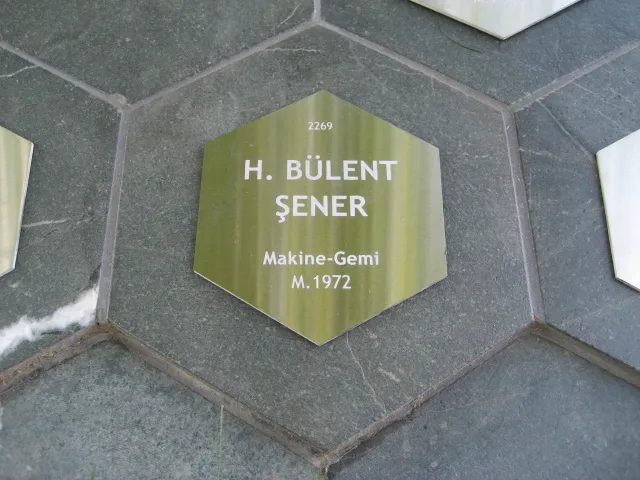 2269
H. BÜLENT
ŞENER
Makine-Gemi
M.1972